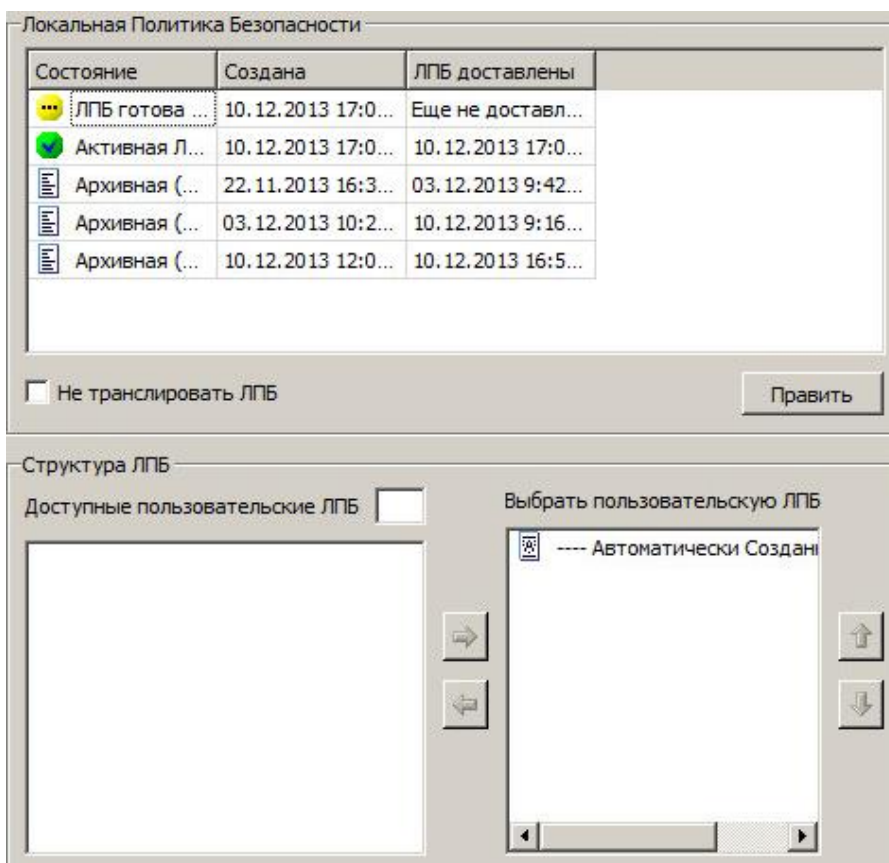 Локальная Политика Безопасности
Состояние Создана ЛПБ доставлены
ЛПБ готова ... 10.12.2013 17:0... Еще не доставл...
Активная Л... 10.12.2013 17:0... 10.12.2013 17:0...
Архивная (... 22.11.2013 16:3... 03.12.2013 9:42...
Архивная (... 03.12.2013 10:2... 10.12.2013 9:16...
Архивная (... 10.12.2013 12:0... 10.12.2013 16:5...
Не транслировать ЛПБ Править
Структура ЛПБ
Доступные пользовательские ЛПБ Выбрать пользовательскую ЛПБ
---- Автоматически Создан